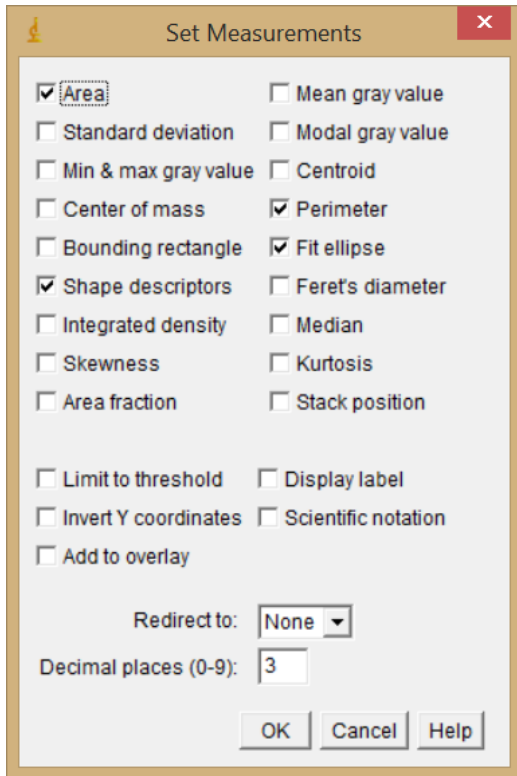 Set Measurements
Area
Mean gray value
Standard deviation
Modal gray value
Min & max gray value
Centroid
Center of mass
Perimeter
Bounding rectangle
Fit ellipse
Shape descriptors
Feret's diameter
Integrated density
Median
Skewness
Kurtosis
Area fraction
Stack position
Limit to threshold
Display label
Invert Y coordinates
Scientific notation
Add to overlay
Redirect to: None
Decimal places (0-9): 3
OK Cancel Help